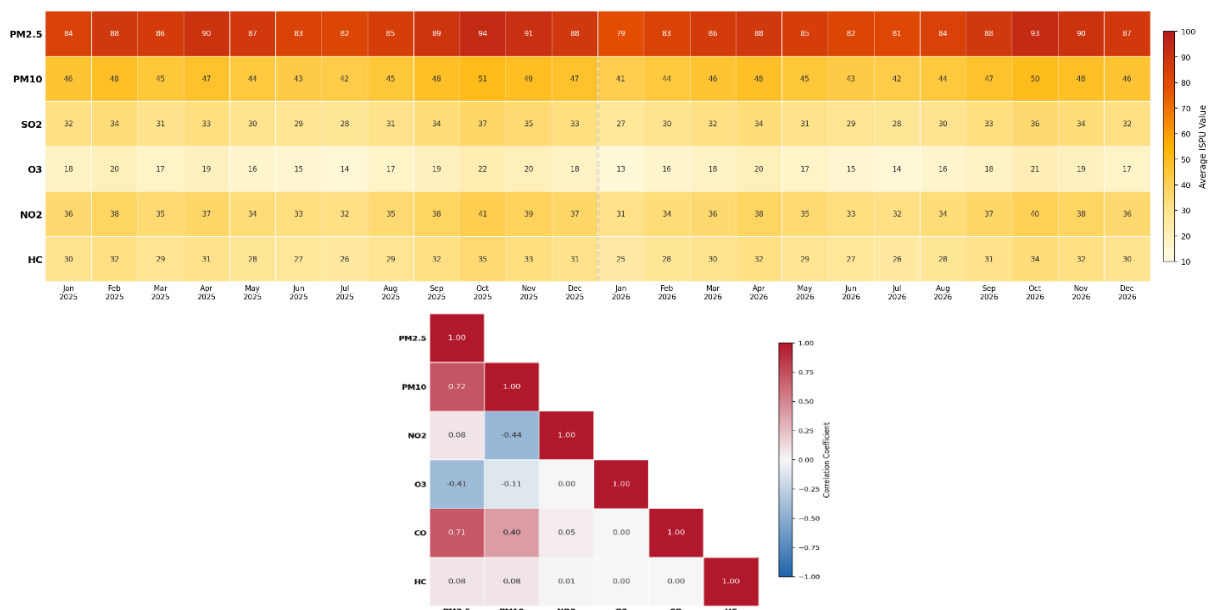 PM2.5 84 88 86 90 87 83 82 85 89 94 91 88 79 83 86 88 85 82 81 84 88 93 90 87
PM10 46 48 45 47 44 43 42 45 48 51 49 47 41 44 46 48 45 43 42 44 47 50 48 46
SO2 32 34 31 33 30 29 28 31 34 37 35 33 27 30 32 34 31 29 28 30 33 36 34 32
O3 18 20 17 19 16 15 14 17 19 22 20 18 13 16 18 20 17 15 14 16 18 21 19 17
NO2 36 38 35 37 34 33 32 35 38 41 39 37 31 34 36 38 35 33 32 34 37 40 38 36
HC 30 32 29 31 28 27 26 29 32 35 33 31 25 28 30 32 29 27 26 28 31 34 32 30
Jan Feb Mar Apr May Jun Jul Aug Sep Oct Nov Dec Jan Feb Mar Apr May Jun Jul Aug Sep Oct Nov Dec
2025 2025 2025 2025 2025 2025 2025 2025 2025 2025 2025 2025 2026 2026 2026 2026 2026 2026 2026 2026 2026 2026 2026 2026
100
90
80
70
60
50
40
30
20
10
Average ISPU Value
PM2.5 1.00
PM10 0.72 1.00
NO2 0.08 -0.44 1.00
O3 -0.41 -0.11 0.00 1.00
CO 0.71 0.40 0.05 0.00 1.00
HC 0.08 0.08 0.01 0.00 0.00 1.00
PM2.5 PM10 NO2 O3 CO HC
1.00
0.75
0.50
0.25
0.00
−0.25
−0.50
−0.75
−1.00
Correlation Coefficient